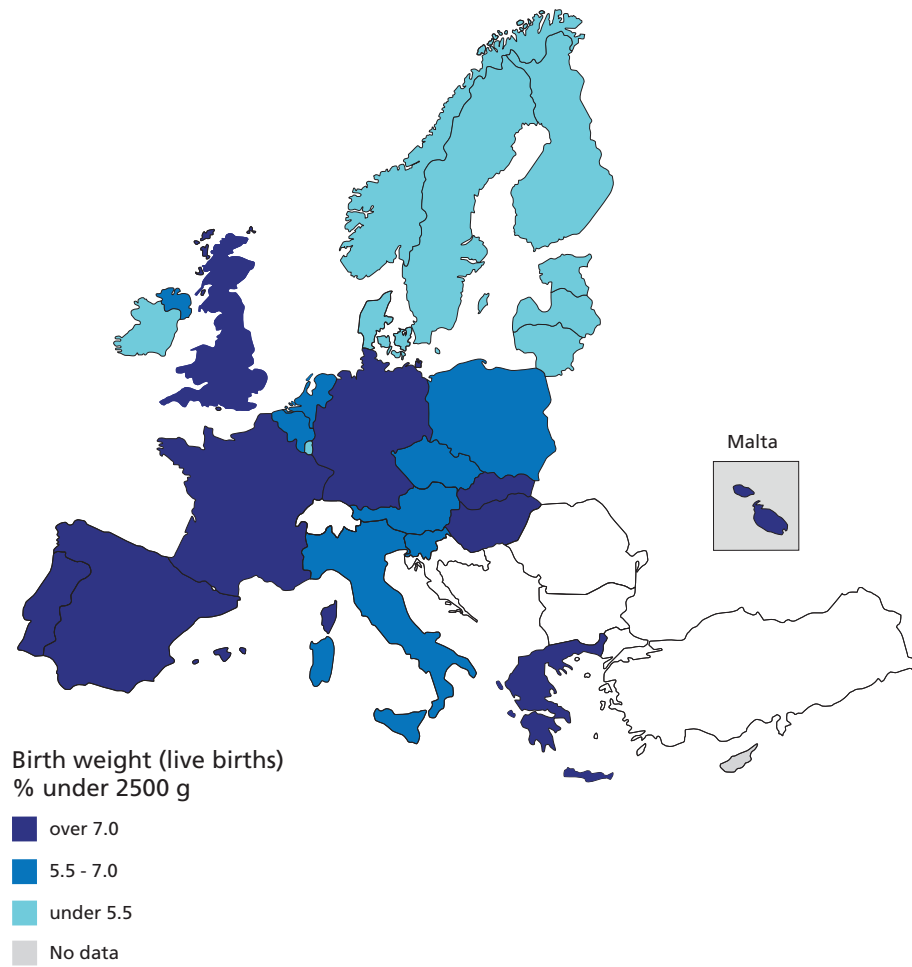 Malta
Birth weight (live births)
% under 2500 g
over 7.0
5.5 - 7.0
under 5.5
No data